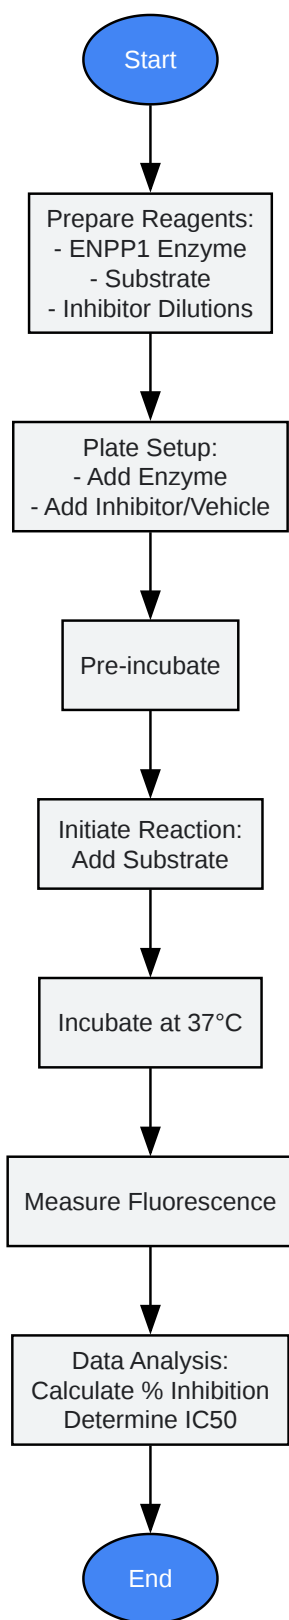 Start
Prepare Reagents:
- ENPP1 Enzyme
- Substrate
- Inhibitor Dilutions
Plate Setup:
- Add Enzyme
- Add Inhibitor/Vehicle
Pre-incubate
Initiate Reaction:
Add Substrate
Incubate at 37°C
Measure Fluorescence
Data Analysis:
Calculate % Inhibition
Determine IC50
End